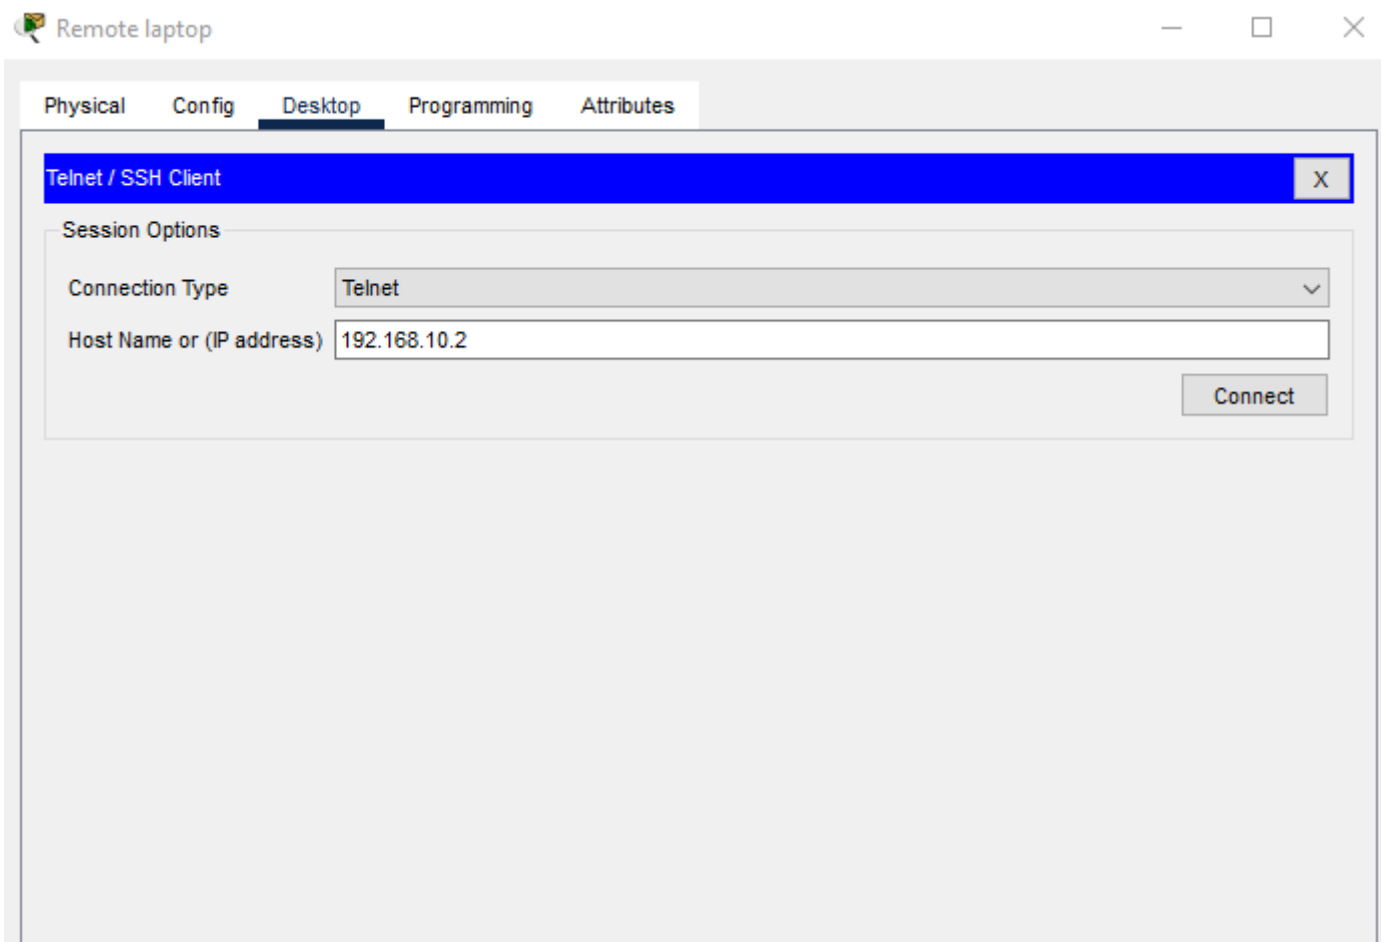 Remote laptop
Physical Config Desktop Programming Attributes
Telnet / SSH Client X
Session Options
Connection Type Telnet
Host Name or (IP address) 192.168.10.2
Connect